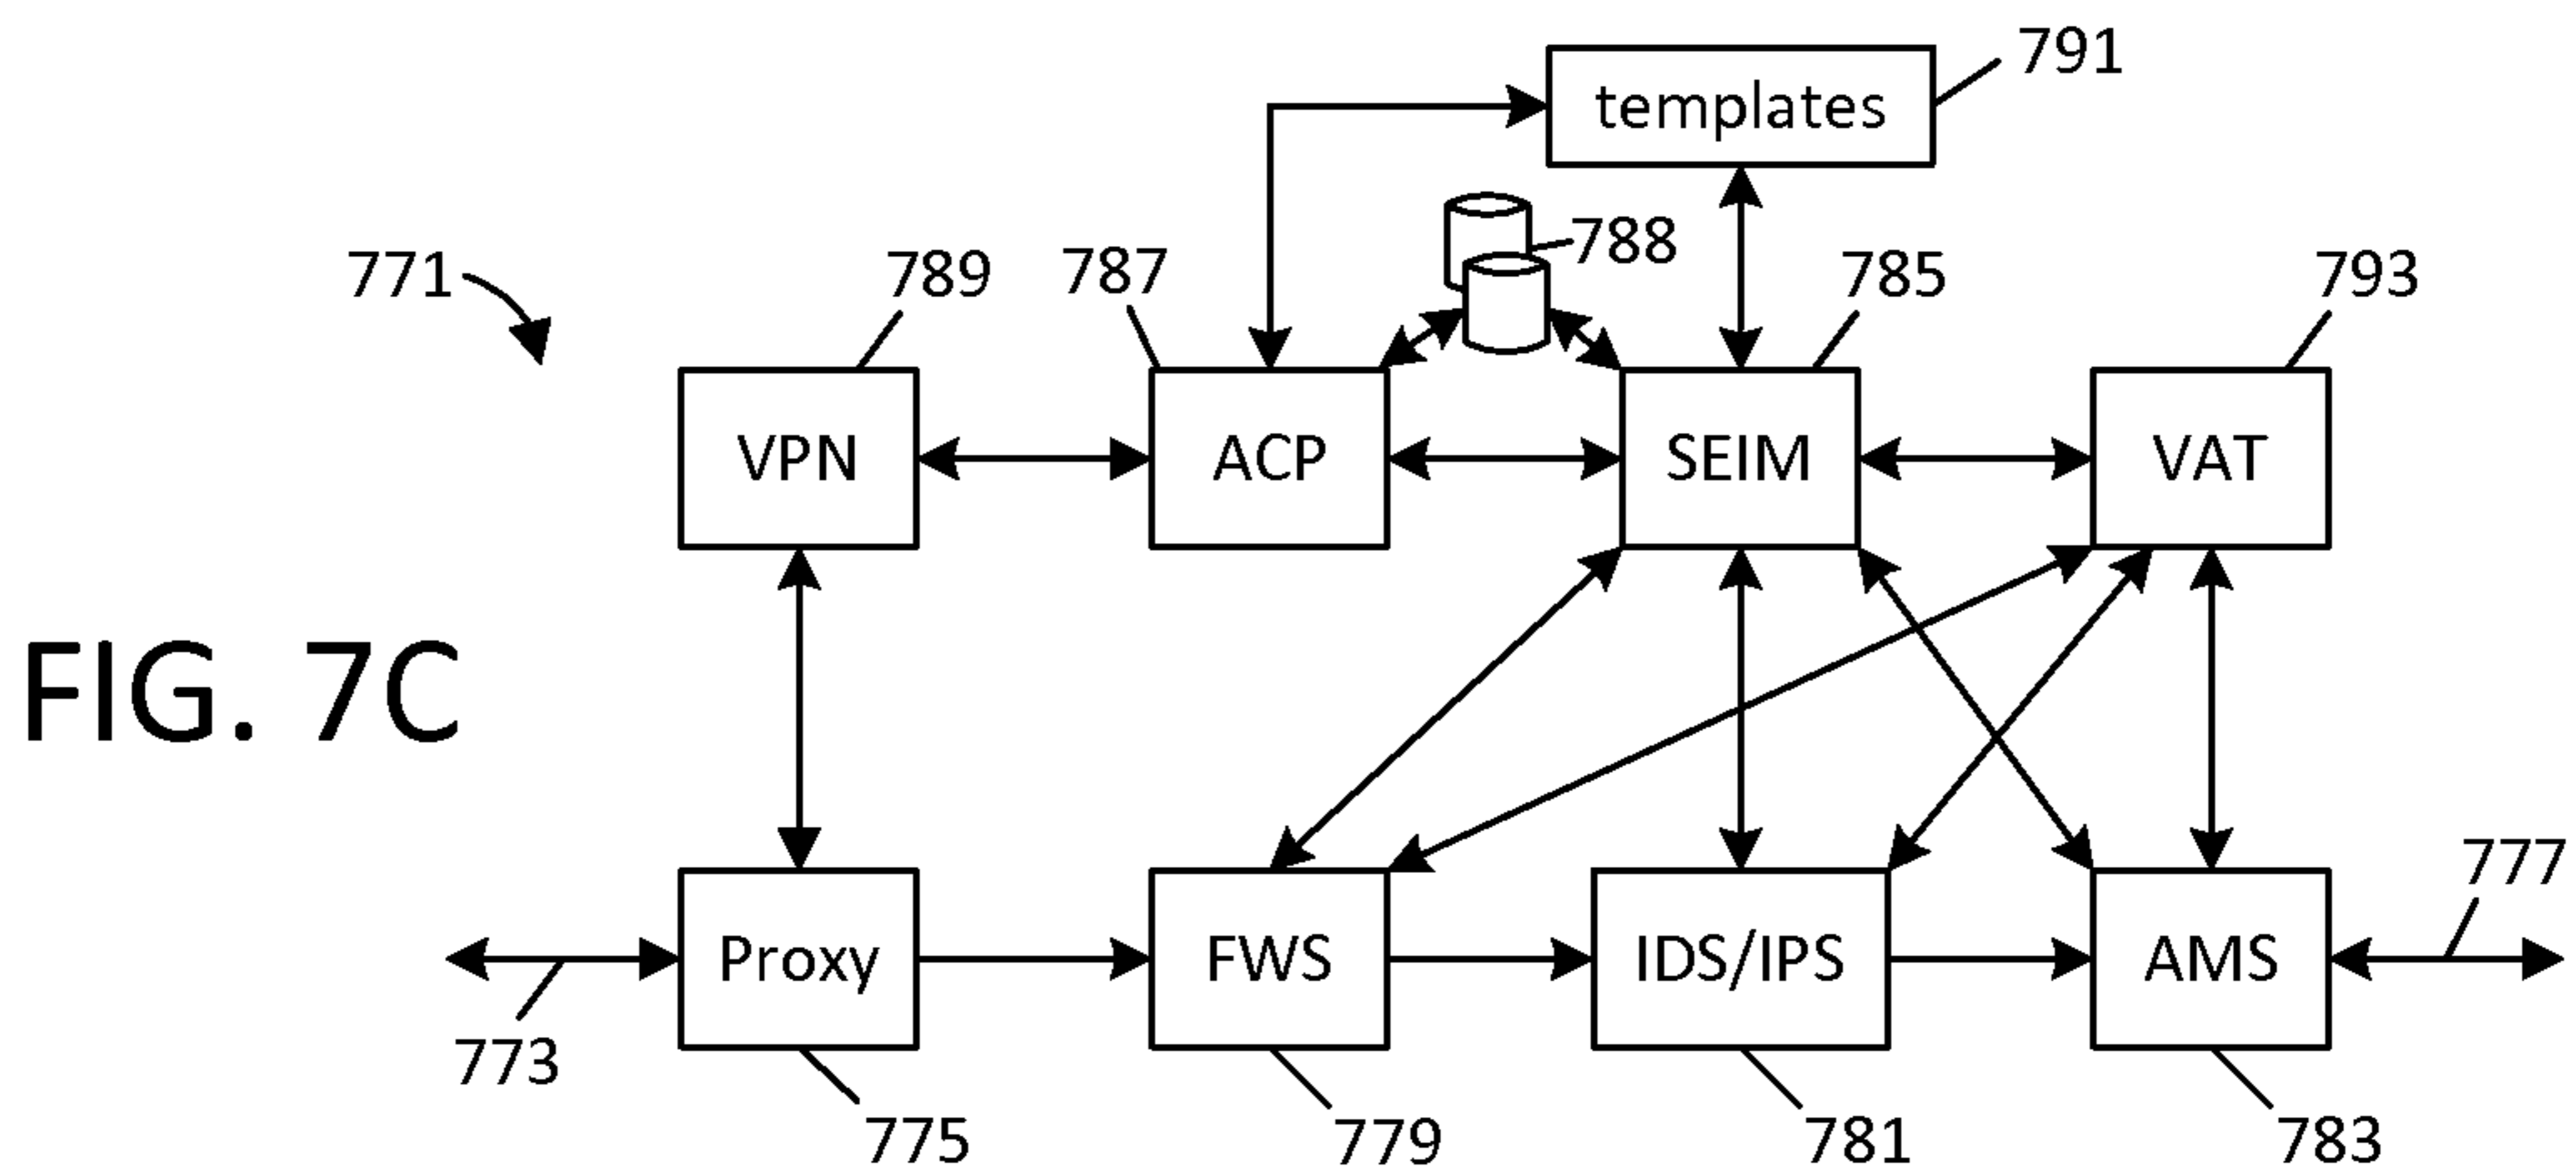 791
templates
788
771
789
787
785
793
VPN
ACP
SEIM
VAT
FIG. 7C
777
Proxy
FWS
IDS/IPS
AMS
773
775
779
781
783